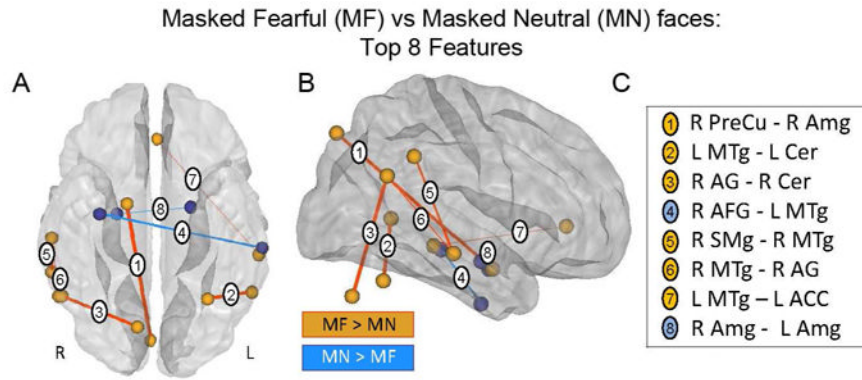 Masked Fearful (MF) vs Masked Neutral (MN) faces:
Top 8 Features
A
B
C
7
8
4
5
6
1
3
2
R
L
1
5
6
3
2
7
8
4
MF > MN
MN > MF
1 R PreCu - R Amg
2 L MTg - L Cer
3 R AG - R Cer
4 R AFG - L MTg
5 R SMg - R MTg
6 R MTg - R AG
7 L MTg – L ACC
8 R Amg - L Amg